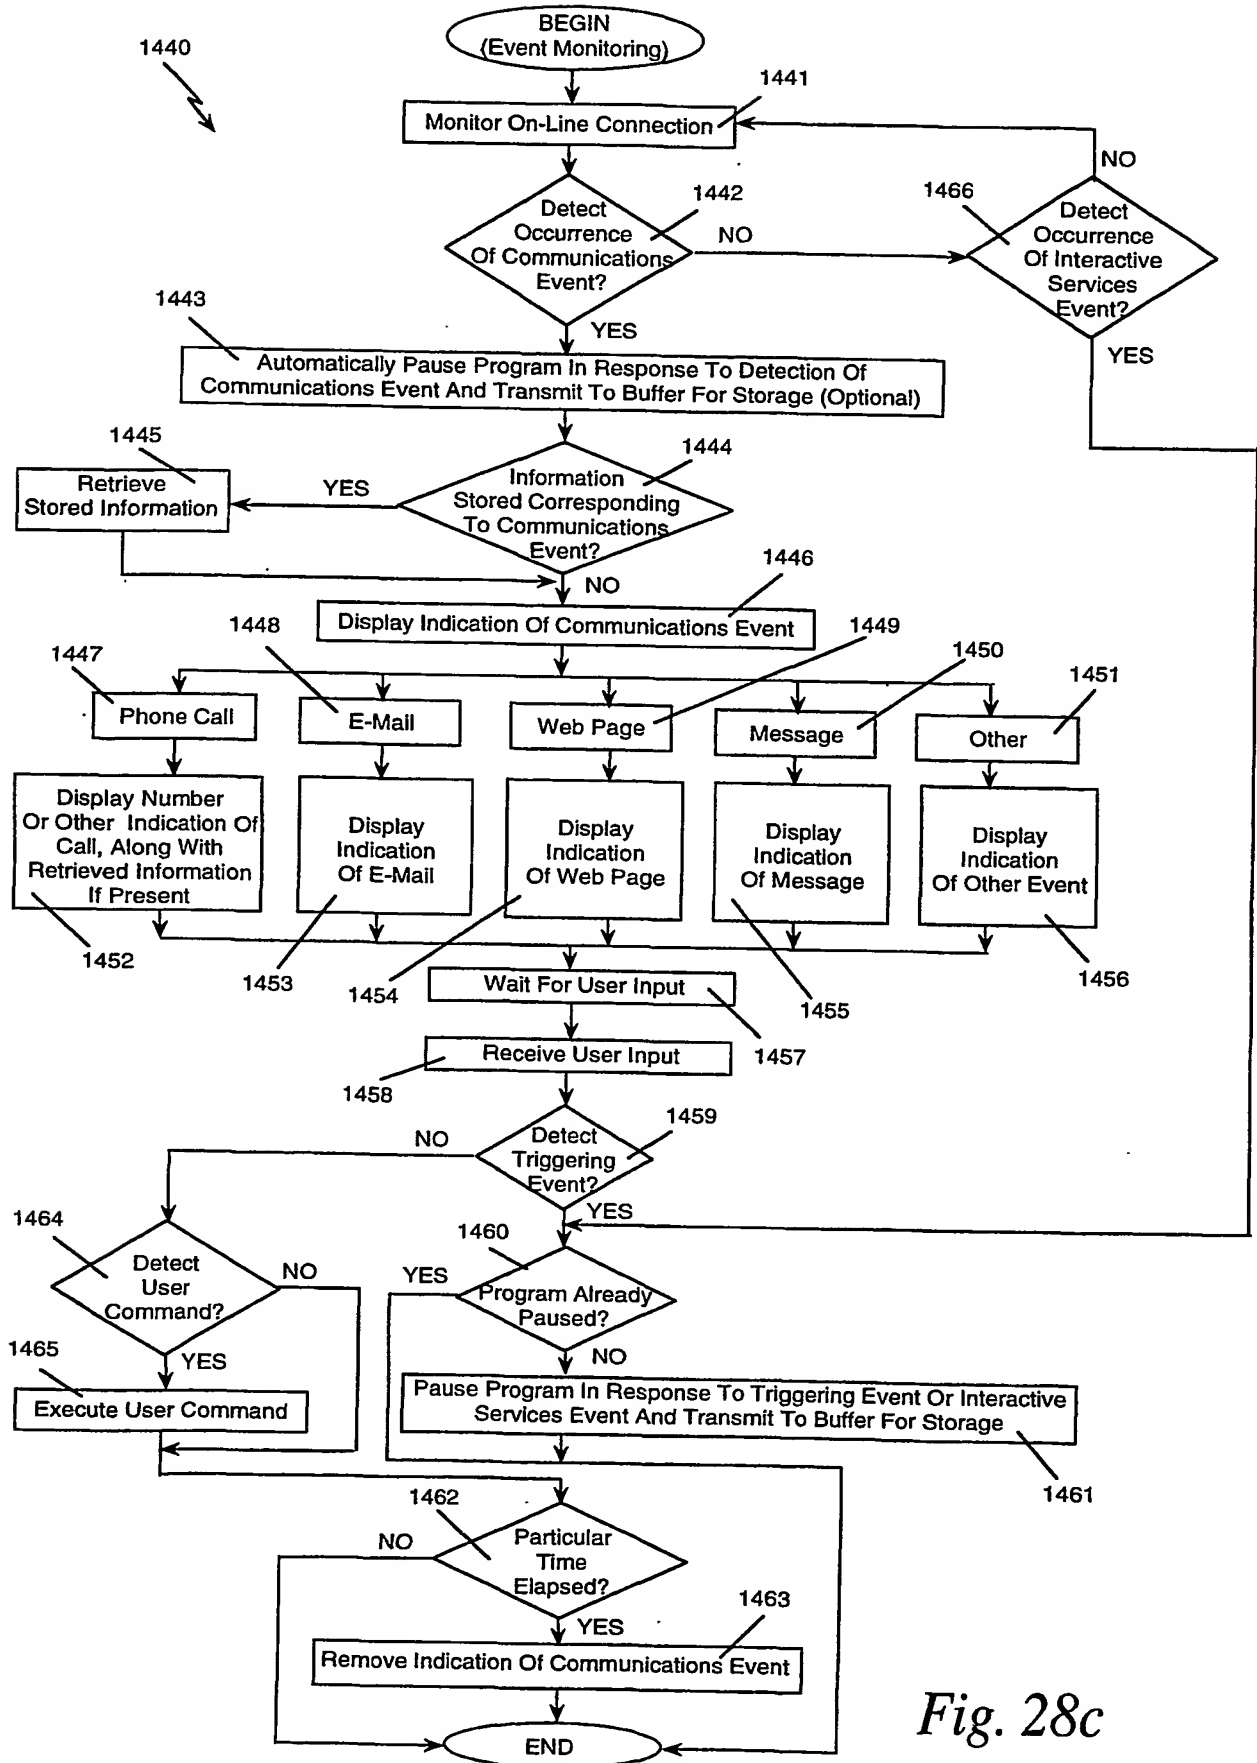 BEGIN
(Event Monitoring)
1440
1441
Monitor On-Line Connection
NO
1442
1466
Detect
Occurrence
Of Communications
Event?
NO
Detect
Occurrence
Of Interactive
Services
Event?
1443
YES
YES
Automatically Pause Program In Response To Detection Of
Communications Event And Transmit To Buffer For Storage (Optional)
1445
1444
Retrieve
Stored Information
YES
Information
Stored Corresponding
To Communications
Event?
1446
NO
Display Indication Of Communications Event
1448
1449
1447
1450
1451
Phone Call
E-Mail
Web Page
Message
Other
Display Number
Or Other Indication Of
Call, Along With
Retrieved Information
If Present
Display
Indication
Of E-Mail
Display
Indication
Of Web Page
Display
Indication
Of Message
Display
Indication
Of Other Event
1452
1453
1454
1455
1456
Wait For User Input
1457
Receive User Input
1458
1459
NO
Detect
Triggering
Event?
YES
1464
1460
Detect
User
Command?
NO
YES
Program Already
Paused?
1465
YES
NO
Execute User Command
Pause Program In Response To Triggering Event Or Interactive
Services Event And Transmit To Buffer For Storage
1461
1462
NO
Particular
Time
Elapsed?
YES
1463
Remove Indication Of Communications Event
END
Fig. 28c